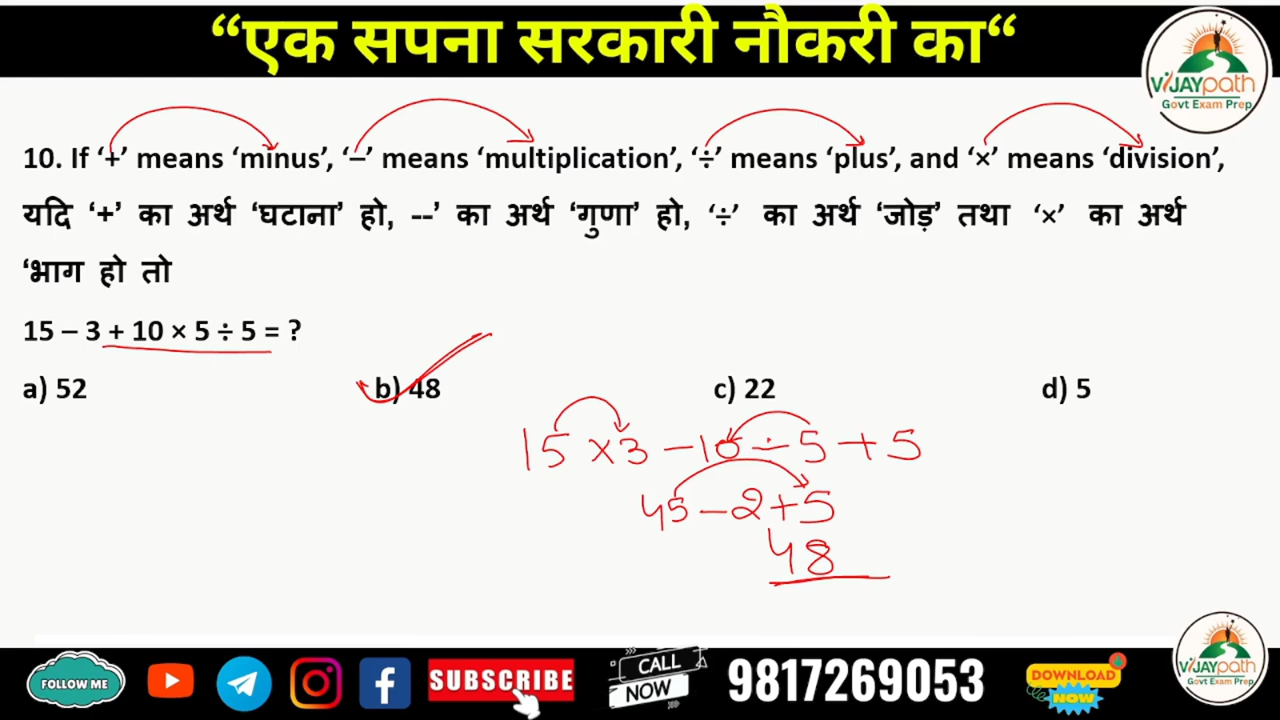 “एक सपना सरकारी नौकरी का“
ViJAYpath
Govt Exam Prep
10. If ‘+’ means ‘minus’, ‘–’ means ‘multiplication’, ‘÷’ means ‘plus’, and ‘×’ means ‘division’,
यदि ‘+’ का अर्थ ‘घटाना’ हो, --’ का अर्थ ‘गुणा’ हो, ‘÷’ का अर्थ ‘जोड़’ तथा ‘×’ का अर्थ
‘भाग हो तो
15 – 3 + 10 × 5 ÷ 5 = ?
a) 52 b) 48 c) 22 d) 5
15 × 3 – 10 ÷ 5 + 5
45 – 2 + 5
48
FOLLOW ME
SUBSCRIBE
CALL
NOW
9817269053
DOWNLOAD
NOW
ViJAYpath
Govt Exam Prep